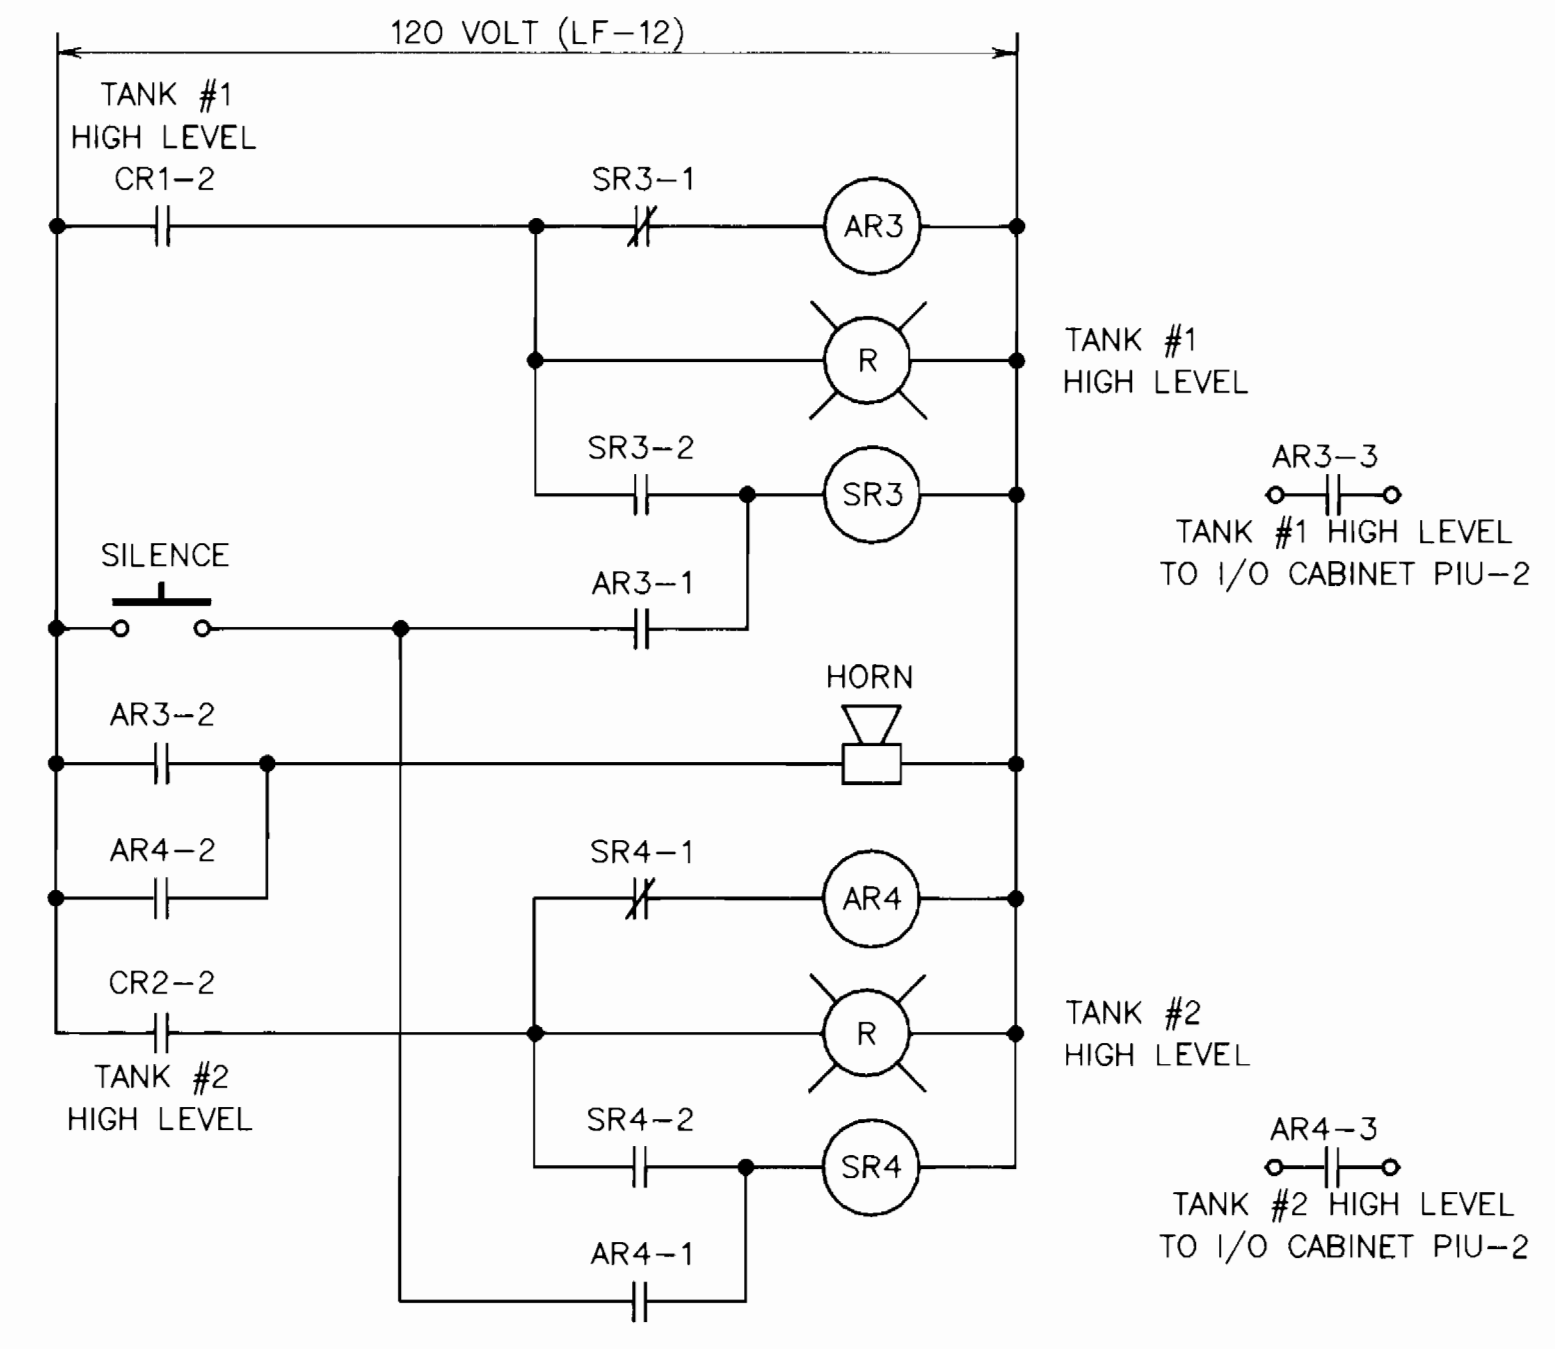 120 VOLT (LF-12)
TANK #1
HIGH LEVEL
CR1-2
SR3-1
AR3
R
TANK #1
HIGH LEVEL
SR3-2
SR3
AR3-3
TANK #1 HIGH LEVEL
TO I/O CABINET PIU-2
SILENCE
AR3-1
HORN
AR3-2
AR4-2
SR4-1
AR4
CR2-2
TANK #2
HIGH LEVEL
R
TANK #2
HIGH LEVEL
SR4-2
SR4
AR4-3
TANK #2 HIGH LEVEL
TO I/O CABINET PIU-2
AR4-1